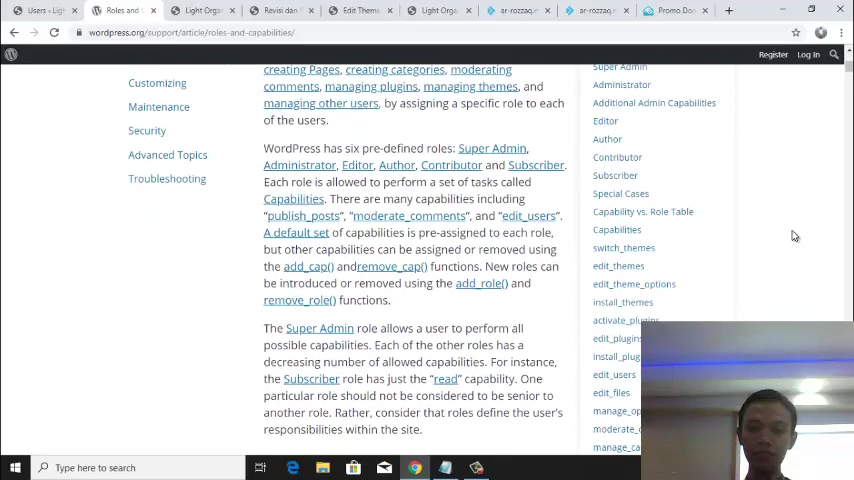 Users ‹ Ligh
Roles and
Light Orga
Revisi dan
Edit Theme
Light Orga
ar-rozzaq.m
ar-rozzaq.m
Promo Dom
wordpress.org/support/article/roles-and-capabilities/
Register
Log In
Customizing
Maintenance
Security
Advanced Topics
Troubleshooting
creating Pages, creating categories, moderating
comments, managing plugins, managing themes, and
managing other users, by assigning a specific role to each
of the users.
WordPress has six pre-defined roles: Super Admin,
Administrator, Editor, Author, Contributor and Subscriber.
Each role is allowed to perform a set of tasks called
Capabilities. There are many capabilities including
“publish_posts“, “moderate_comments“, and “edit_users“.
A default set of capabilities is pre-assigned to each role,
but other capabilities can be assigned or removed using
the add_cap() andremove_cap() functions. New roles can
be introduced or removed using the add_role() and
remove_role() functions.
The Super Admin role allows a user to perform all
possible capabilities. Each of the other roles has a
decreasing number of allowed capabilities. For instance,
the Subscriber role has just the “read” capability. One
particular role should not be considered to be senior to
another role. Rather, consider that roles define the user’s
responsibilities within the site.
Super Admin
Administrator
Additional Admin Capabilities
Editor
Author
Contributor
Subscriber
Special Cases
Capability vs. Role Table
Capabilities
switch_themes
edit_themes
edit_theme_options
install_themes
activate_plugins
edit_plugins
install_plug
edit_users
edit_files
manage_op
moderate_c
manage_ca
Type here to search